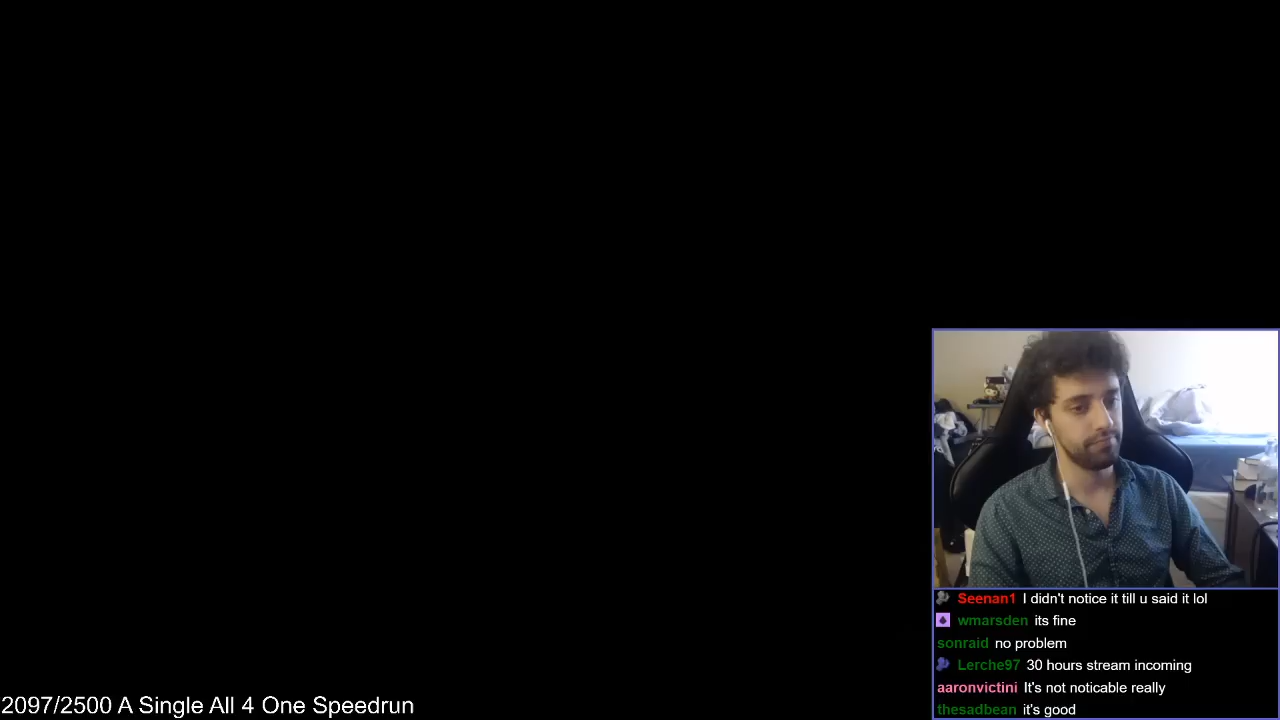 Seenan1 I didn't notice it till u said it lol
wmarsden its fine
sonraid no problem
Lerche97 30 hours stream incoming
aaronvictini It's not noticable really
thesadbean it's good
2097/2500 A Single All 4 One Speedrun